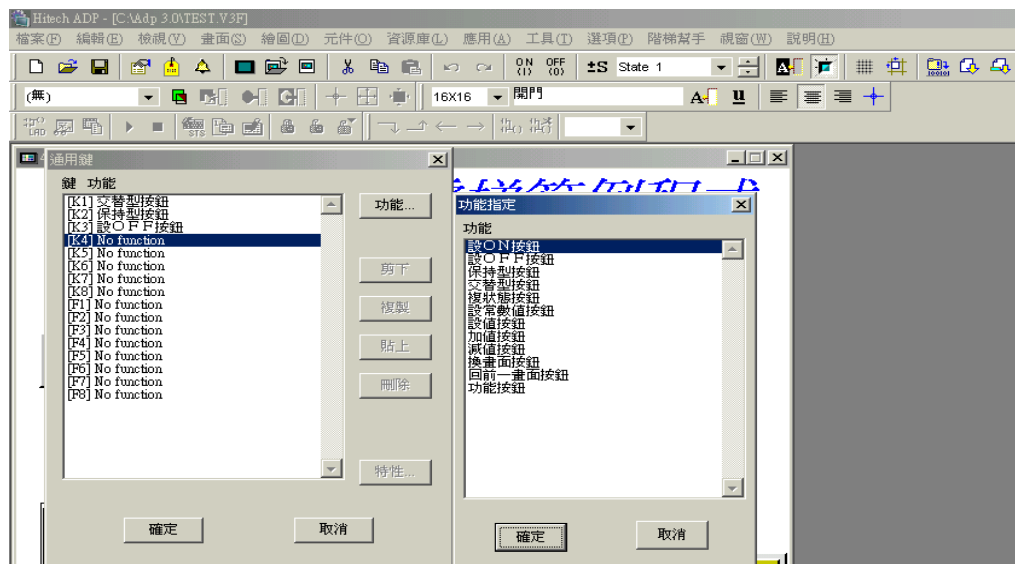 Hitech ADP - [C:\Adp 3.0\TEST.V3F]
檔案(F) 編輯(E) 檢視(V) 畫面(S) 繪圖(D) 元件(O) 資源庫(L) 應用(A) 工具(T) 選項(P) 階梯幫手 視窗(W) 說明(H)
ON (1) OFF (0) ±S State 1
(無) 16X16 開門 A u
LAD STS
通用鍵
鍵 功能
[K1] 交替型按鈕
[K2] 保持型按鈕
[K3] 設ＯＦＦ按鈕
[K4] No function
[K5] No function
[K6] No function
[K7] No function
[K8] No function
[F1] No function
[F2] No function
[F3] No function
[F4] No function
[F5] No function
[F6] No function
[F7] No function
[F8] No function
功能...
剪下
複製
貼上
刪除
特性...
確定 取消
功能指定
功能
設ＯＮ按鈕
設ＯＦＦ按鈕
保持型按鈕
交替型按鈕
複狀態按鈕
設常數值按鈕
設值按鈕
加值按鈕
減值按鈕
換畫面按鈕
回前一畫面按鈕
功能按鈕
確定 取消